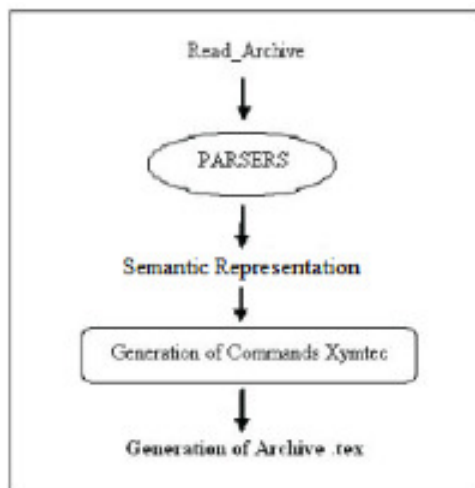 Read_Archive
PARSERS
Semantic Representation
Generation of Commands Xymtec
Generation of Archive .tex